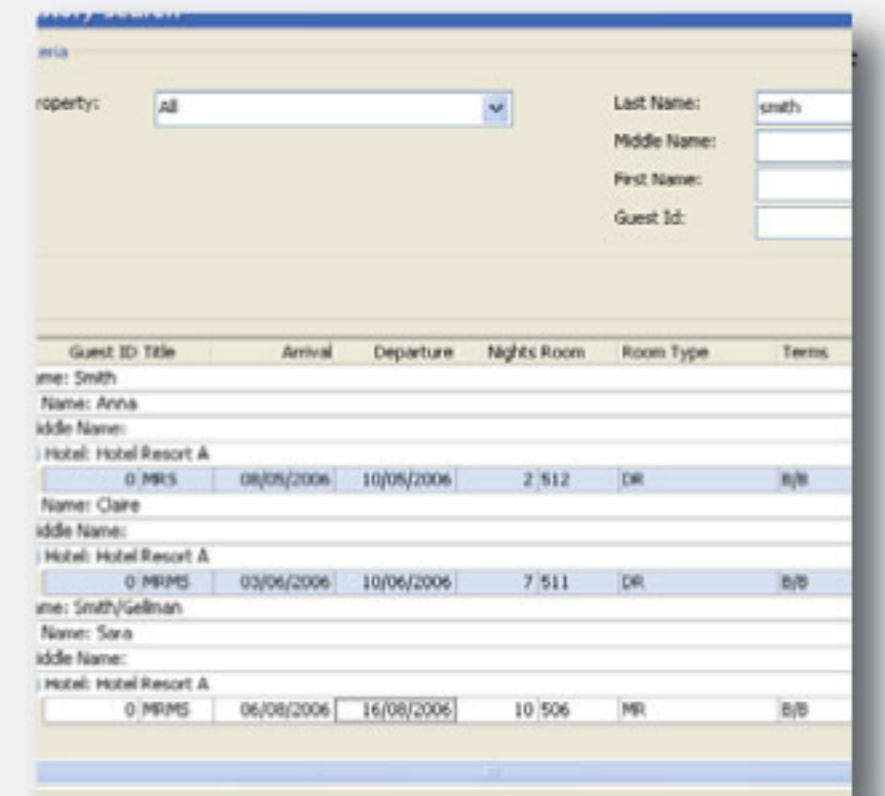 Search
eria
roperty: All Last Name: smith
Middle Name:
First Name:
Guest Id:
Guest ID Title Arrival Departure Nights Room Room Type Terms
ame: Smith
Name: Anna
iddle Name:
Hotel: Hotel Resort A
0 MRS 08/05/2006 10/05/2006 2 512 DR B/B
Name: Claire
iddle Name:
Hotel: Hotel Resort A
0 MRMS 03/06/2006 10/06/2006 7 511 DR B/B
ame: Smith/Gellman
Name: Sara
iddle Name:
Hotel: Hotel Resort A
0 MRMS 06/08/2006 16/08/2006 10 506 MR B/B